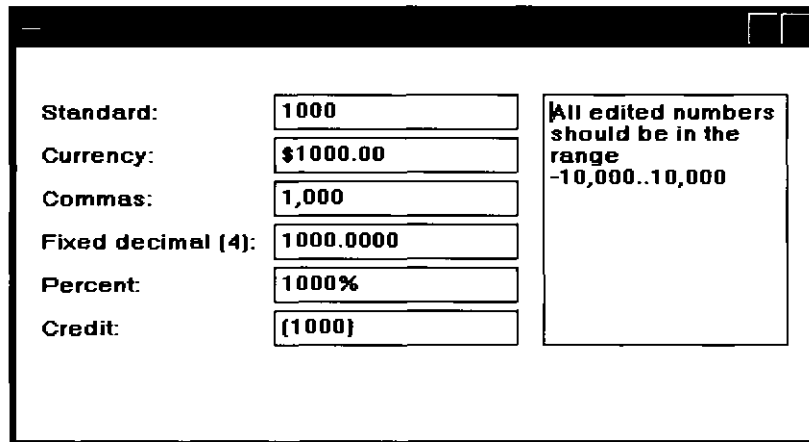 Standard: 1000
Currency: $1000.00
Commas: 1,000
Fixed decimal (4): 1000.0000
Percent: 1000%
Credit: (1000)
All edited numbers
should be in the
range
-10,000..10,000